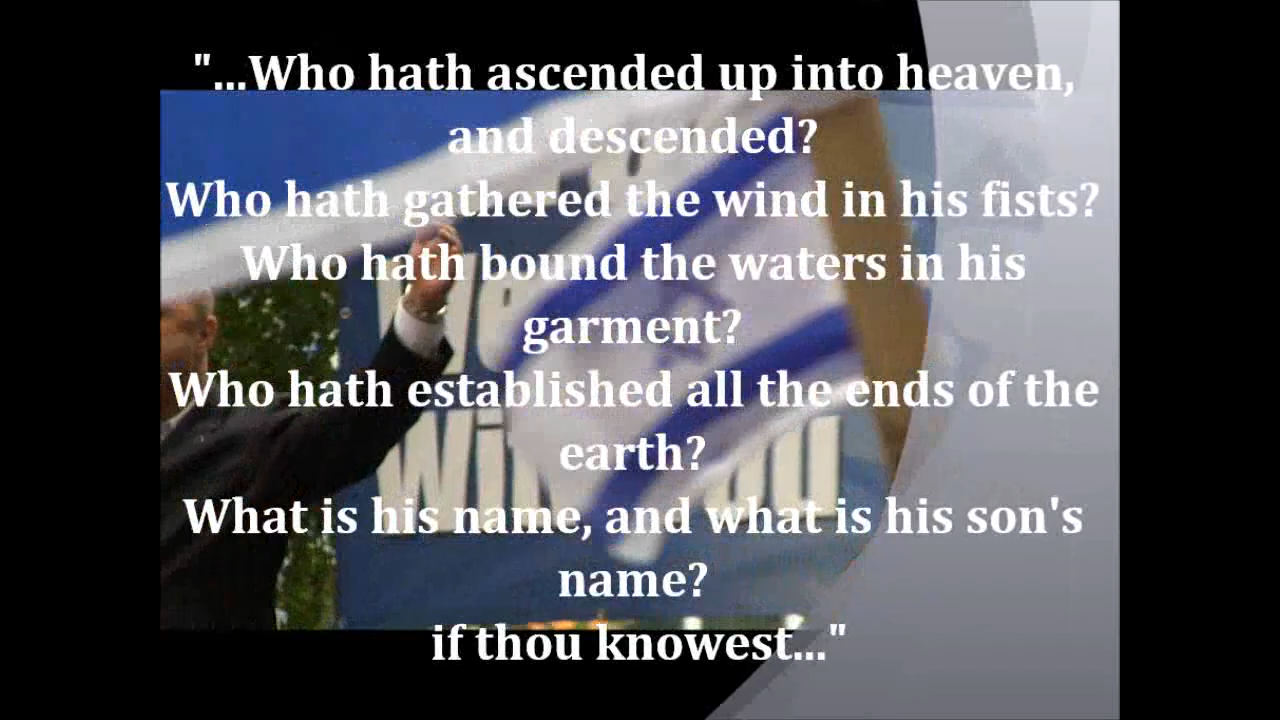 "...Who hath ascended up into heaven,
and descended?
Who hath gathered the wind in his fists?
Who hath bound the waters in his
garment?
Who hath established all the ends of the
earth?
What is his name, and what is his son's
name?
if thou knowest..."